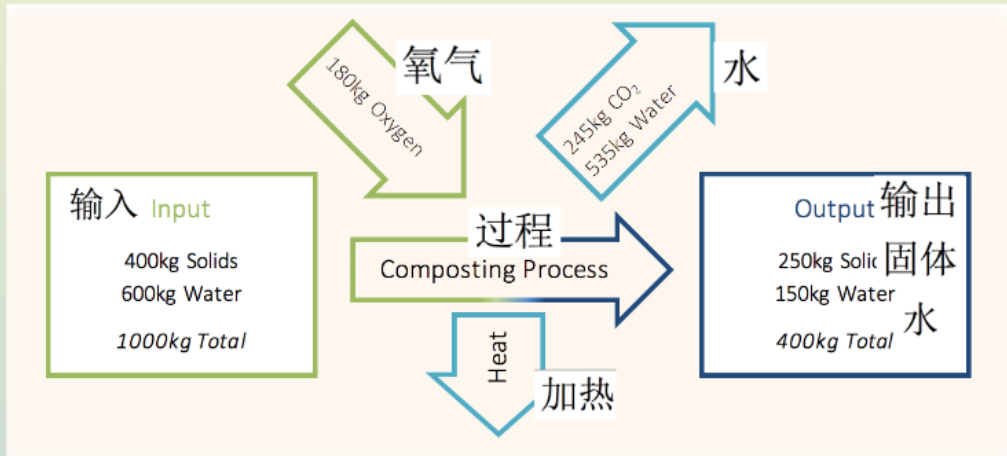 氧气
180kg Oxygen
245kg CO₂
535kg Water
水
输入 Input
400kg Solids
600kg Water
1000kg Total
过程
Composting Process
Heat
加热
Output 输出
250kg 固体
150kg Water
水
400kg Total